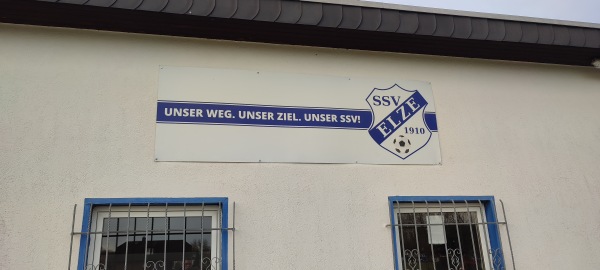 UNSER WEG. UNSER ZIEL. UNSER SSV!
SSV
ELZE
1910